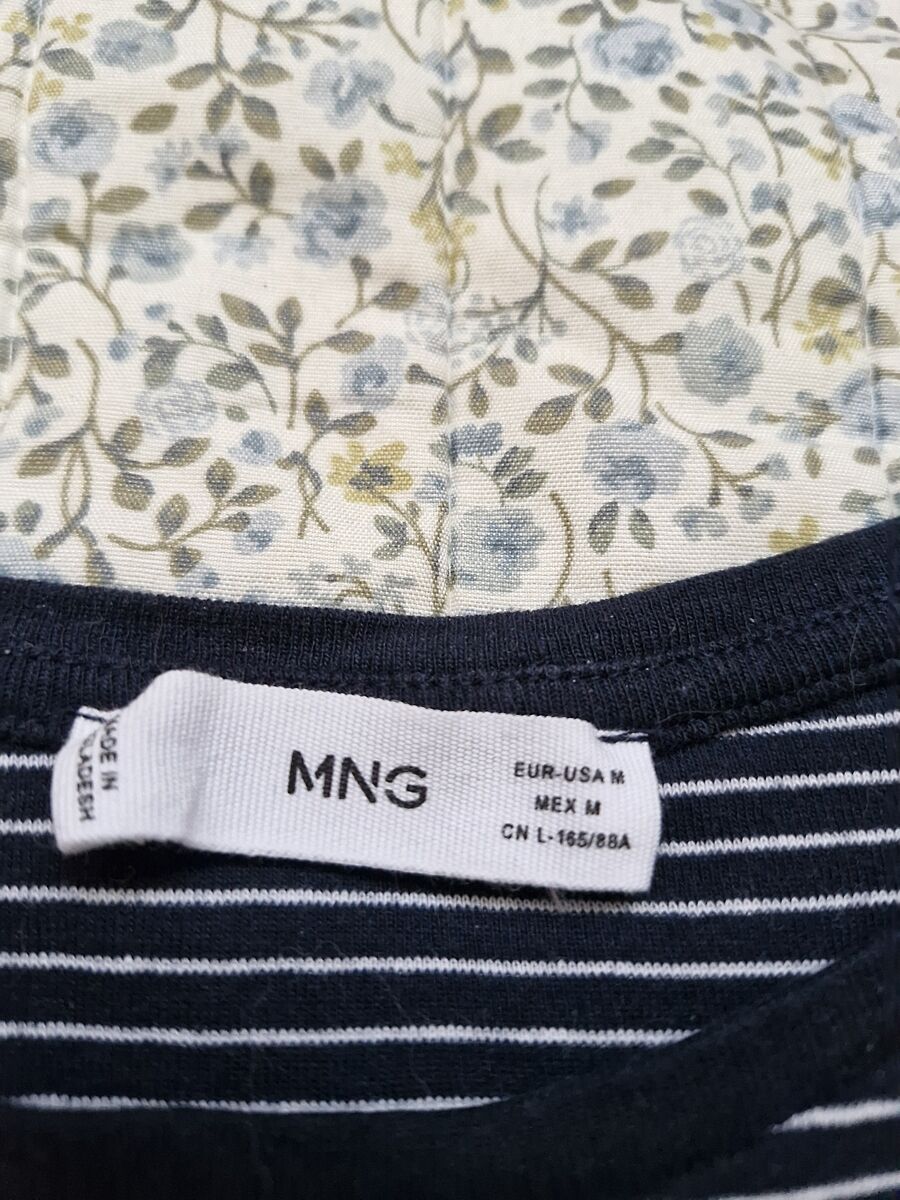 MADE IN
MNG
EUR-USA M
MEX M
CN L-165/88A